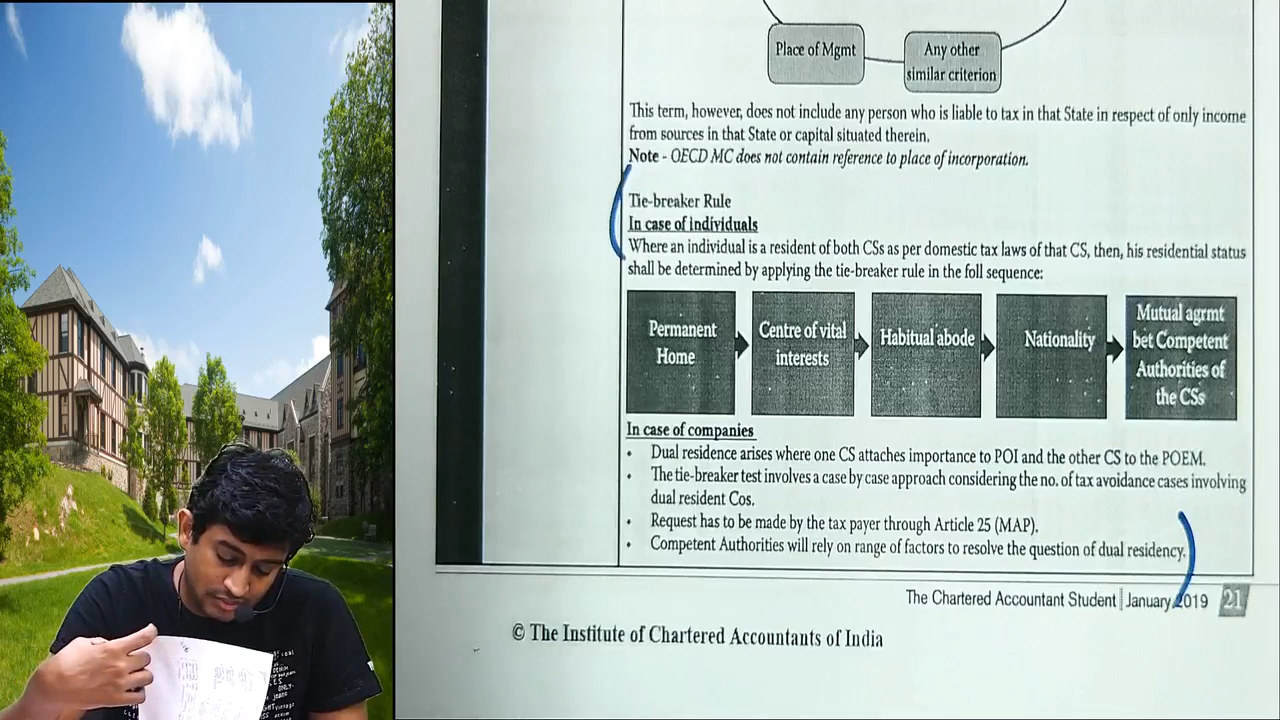 Place of Mgmt
Any other
similar criterion
This term, however, does not include any person who is liable to tax in that State in respect of only income
from sources in that State or capital situated therein.
Note - OECD MC does not contain reference to place of incorporation.
Tie-breaker Rule
In case of individuals
Where an individual is a resident of both CSs as per domestic tax laws of that CS, then, his residential status
shall be determined by applying the tie-breaker rule in the foll sequence:
Permanent
Home
Centre of vital
interests
Habitual abode
Nationality
Mutual agrmt
bet Competent
Authorities of
the CSs
In case of companies
• Dual residence arises where one CS attaches importance to POI and the other CS to the POEM.
• The tie-breaker test involves a case by case approach considering the no. of tax avoidance cases involving
dual resident Cos.
• Request has to be made by the tax payer through Article 25 (MAP).
• Competent Authorities will rely on range of factors to resolve the question of dual residency.
The Chartered Accountant Student | January 2019 21
© The Institute of Chartered Accountants of India